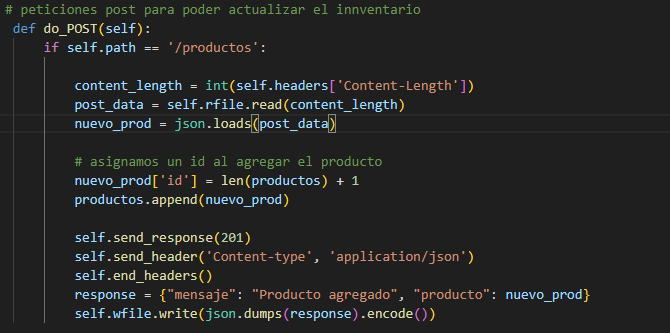 # peticiones post para poder actualizar el innventario
def do_POST(self):
if self.path == '/productos':
content_length = int(self.headers['Content-Length'])
post_data = self.rfile.read(content_length)
nuevo_prod = json.loads(post_data)
# asignamos un id al agregar el producto
nuevo_prod['id'] = len(productos) + 1
productos.append(nuevo_prod)
self.send_response(201)
self.send_header('Content-type', 'application/json')
self.end_headers()
response = {"mensaje": "Producto agregado", "producto": nuevo_prod}
self.wfile.write(json.dumps(response).encode())